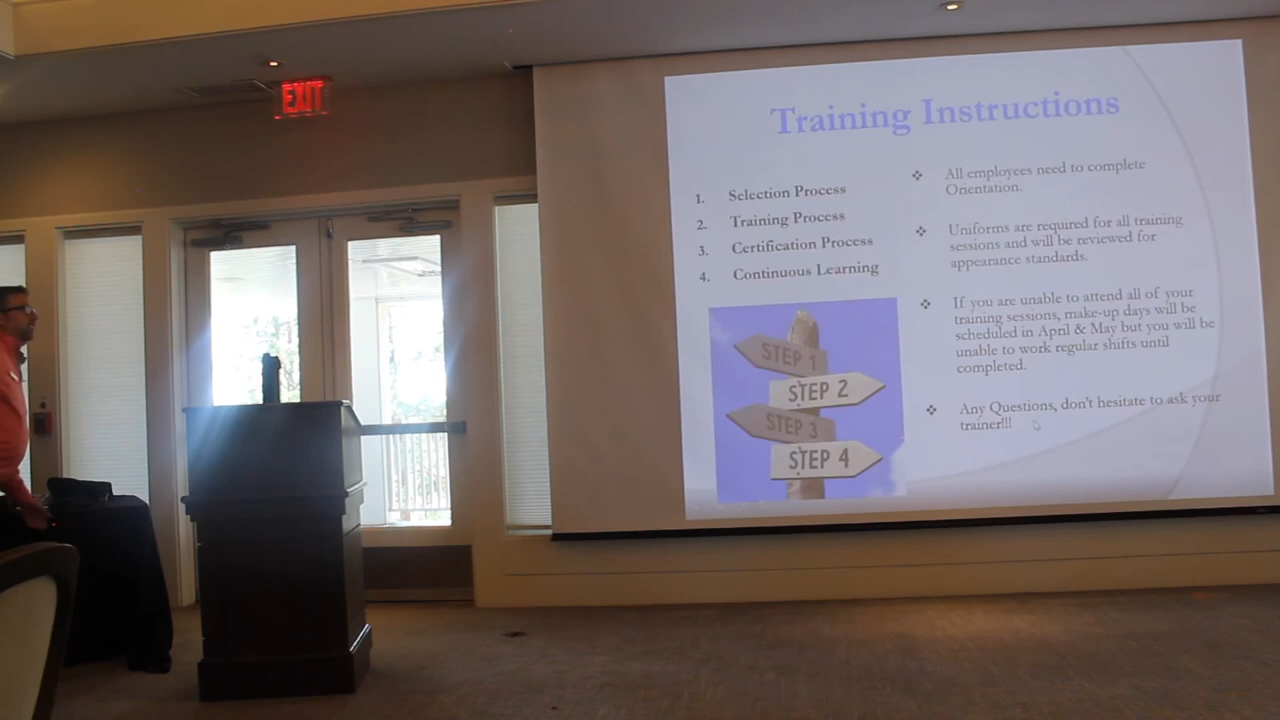 EXIT
Training Instructions
1. Selection Process
2. Training Process
3. Certification Process
4. Continuous Learning
STEP 1
STEP 2
STEP 3
STEP 4
❖ All employees need to complete
Orientation.
❖ Uniforms are required for all training
sessions and will be reviewed for
appearance standards.
❖ If you are unable to attend all of your
training sessions, make-up days will be
scheduled in April & May but you will be
unable to work regular shifts until
completed.
❖ Any Questions, don't hesitate to ask your
trainer!!!